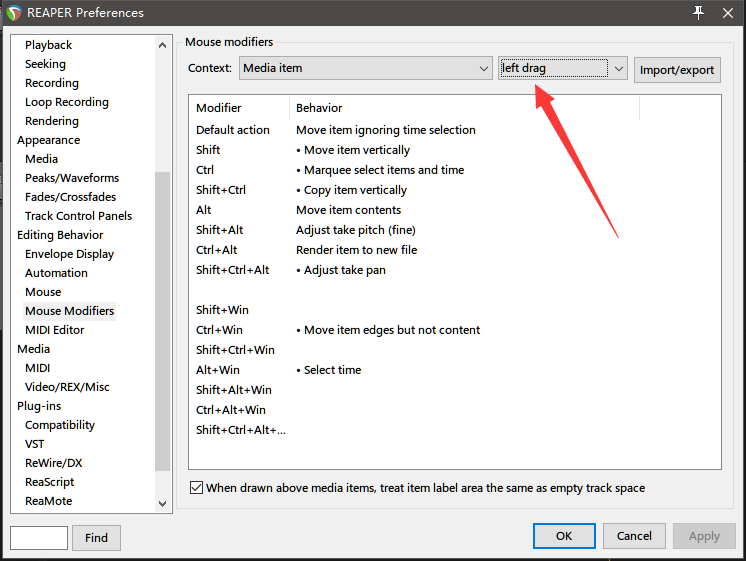 REAPER Preferences
Playback
Seeking
Recording
Loop Recording
Rendering
Appearance
Media
Peaks/Waveforms
Fades/Crossfades
Track Control Panels
Editing Behavior
Envelope Display
Automation
Mouse
Mouse Modifiers
MIDI Editor
Media
MIDI
Video/REX/Misc
Plug-ins
Compatibility
VST
ReWire/DX
ReaScript
ReaMote
Find
Mouse modifiers
Context: Media item left drag Import/export
Modifier Behavior
Default action Move item ignoring time selection
Shift • Move item vertically
Ctrl • Marquee select items and time
Shift+Ctrl • Copy item vertically
Alt Move item contents
Shift+Alt Adjust take pitch (fine)
Ctrl+Alt Render item to new file
Shift+Ctrl+Alt • Adjust take pan
Shift+Win
Ctrl+Win • Move item edges but not content
Shift+Ctrl+Win
Alt+Win • Select time
Shift+Alt+Win
Ctrl+Alt+Win
Shift+Ctrl+Alt+...
When drawn above media items, treat item label area the same as empty track space
OK Cancel Apply